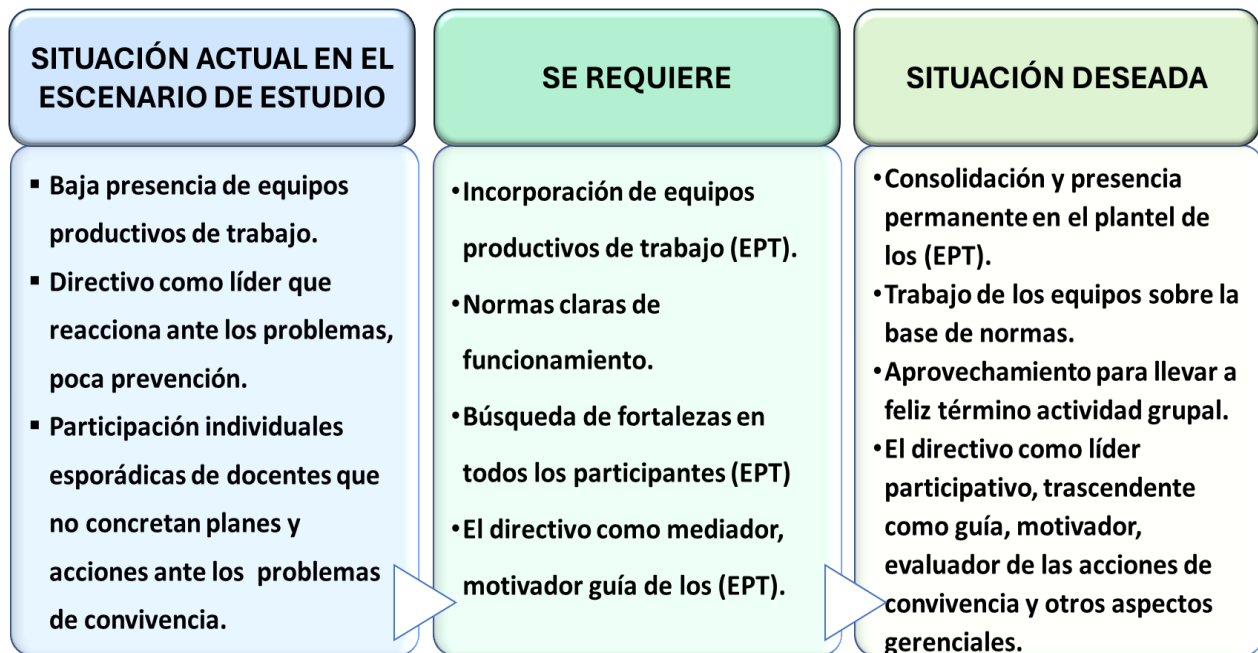 SITUACIÓN ACTUAL EN EL
ESCENARIO DE ESTUDIO
▪ Baja presencia de equipos
productivos de trabajo.
▪ Directivo como líder que
reacciona ante los problemas,
poca prevención.
▪ Participación individuales
esporádicas de docentes que
no concretan planes y
acciones ante los problemas
de convivencia.
SE REQUIERE
•Incorporación de equipos
productivos de trabajo (EPT).
•Normas claras de
funcionamiento.
•Búsqueda de fortalezas en
todos los participantes (EPT)
•El directivo como mediador,
motivador guía de los (EPT).
SITUACIÓN DESEADA
•Consolidación y presencia
permanente en el plantel de
los (EPT).
•Trabajo de los equipos sobre la
base de normas.
•Aprovechamiento para llevar a
feliz término actividad grupal.
•El directivo como líder
participativo, trascendente
como guía, motivador,
evaluador de las acciones de
convivencia y otros aspectos
gerenciales.